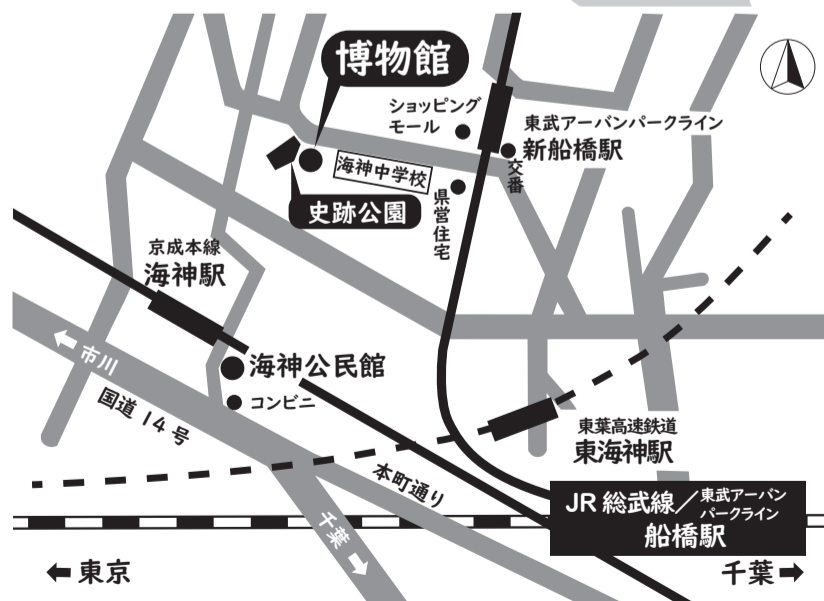 博物館
ショッピング
モール
東武アーバンパークライン
新船橋駅
交番
海神中学校
県営住宅
史跡公園
京成本線
海神駅
市川
海神公民館
コンビニ
国道14号
東葉高速鉄道
東海神駅
本町通り
千葉
JR 総武線／東武アーバン
パークライン
船橋駅
東京
千葉